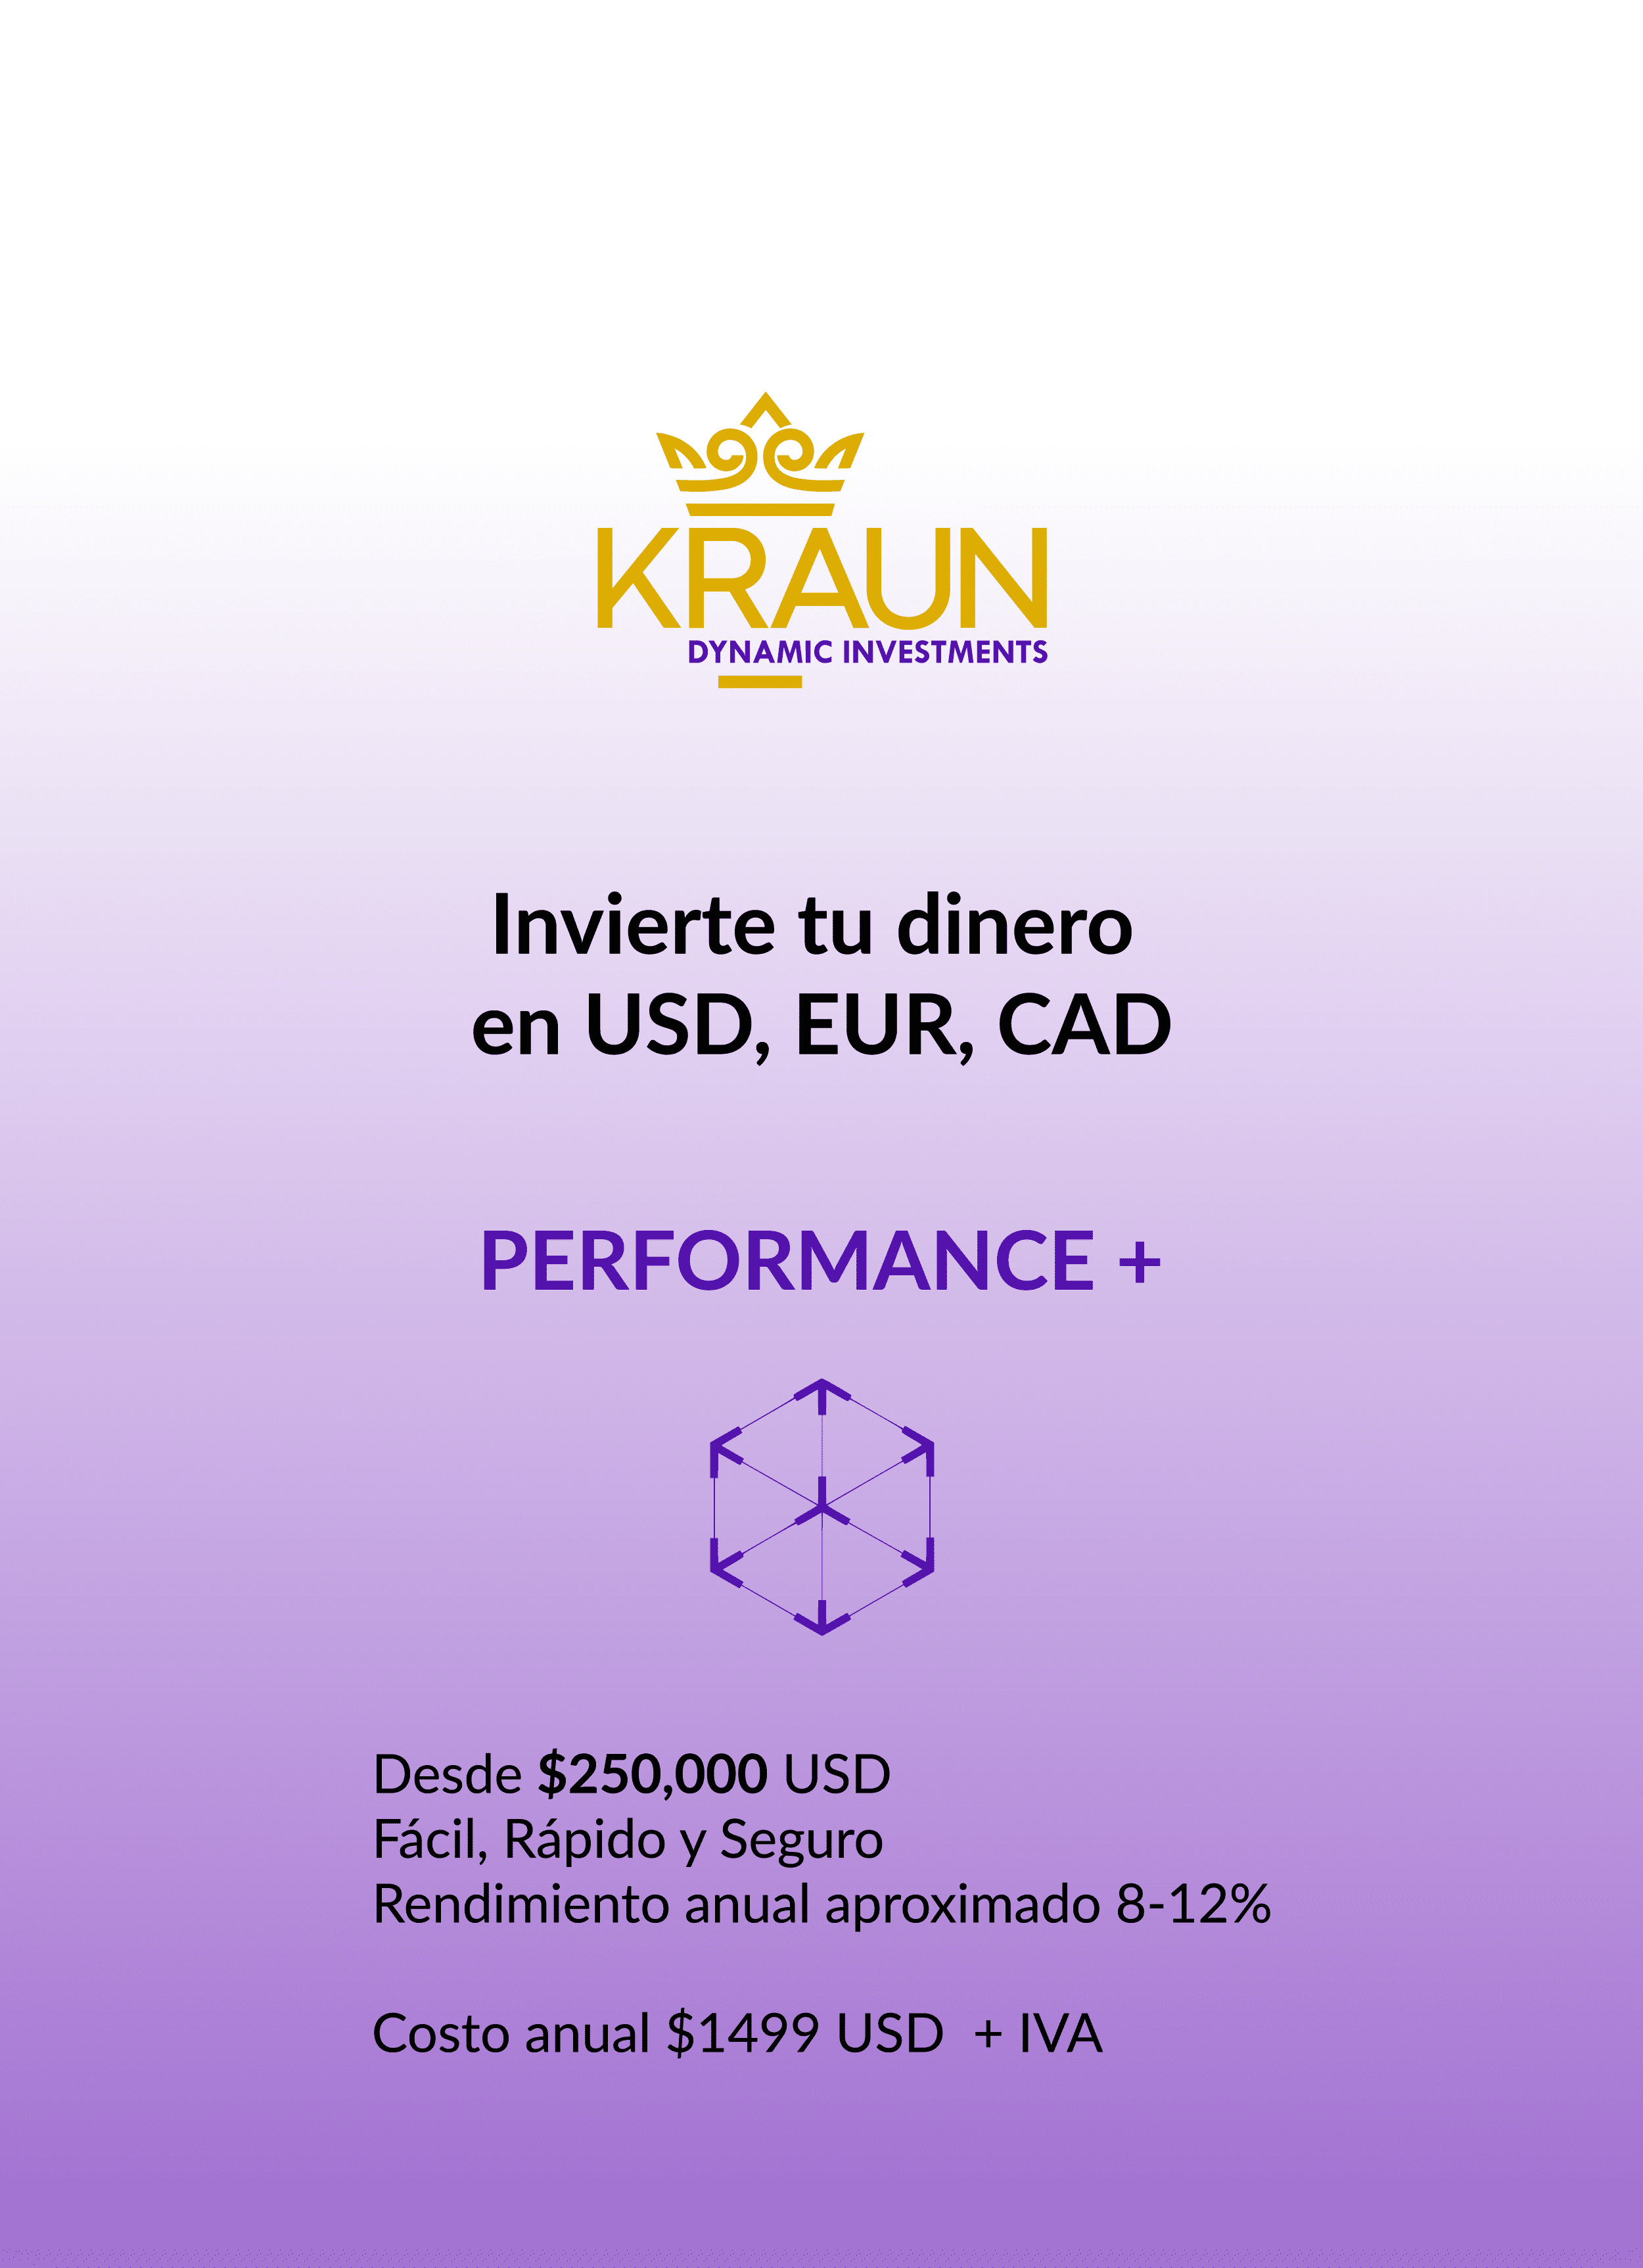 KRAUN
DYNAMIC INVESTMENTS
Invierte tu dinero
en USD, EUR, CAD
PERFORMANCE +
Desde $250,000 USD
Fácil, Rápido y Seguro
Rendimiento anual aproximado 8-12%
Costo anual $1499 USD + IVA